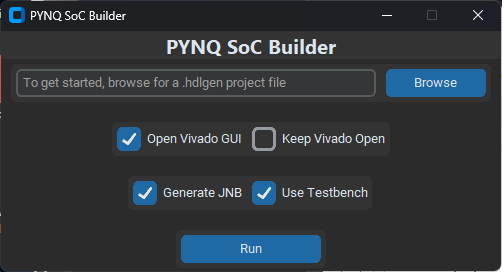 PYNQ SoC Builder
PYNQ SoC Builder
To get started, browse for a .hdlgen project file
Browse
Open Vivado GUI
Keep Vivado Open
Generate JNB
Use Testbench
Run